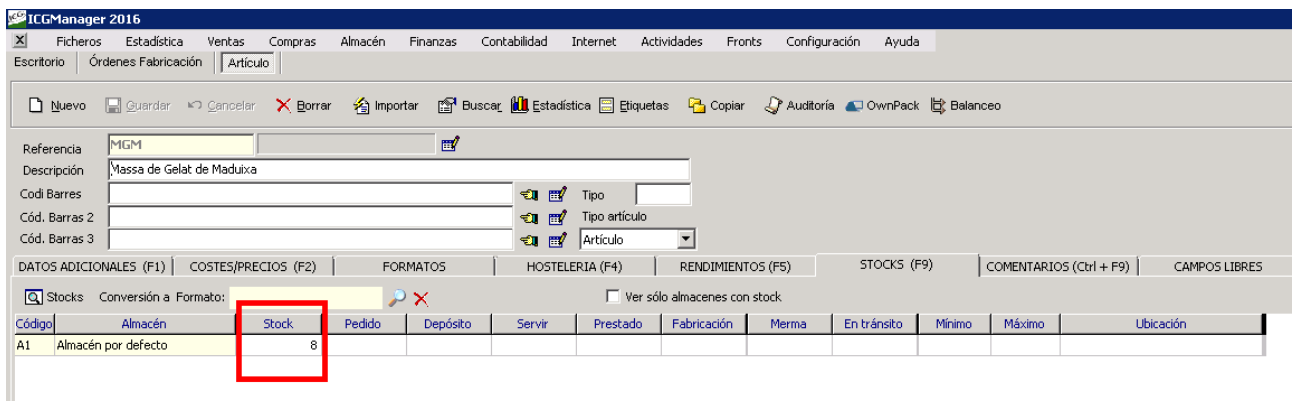 ICGManager 2016
Ficheros Estadística Ventas Compras Almacén Finanzas Contabilidad Internet Actividades Fronts Configuración Ayuda
Escritorio Órdenes Fabricación Artículo
Nuevo Guardar Cancelar Borrar Importar Buscar Estadística Etiquetas Copiar Auditoría OwnPack Balanceo
Referencia MGM
Descripción Massa de Gelat de Maduixa
Codi Barres Tipo
Cód. Barras 2 Tipo artículo
Cód. Barras 3 Artículo
DATOS ADICIONALES (F1) COSTES/PRECIOS (F2) FORMATOS HOSTELERIA (F4) RENDIMIENTOS (F5) STOCKS (F9) COMENTARIOS (Ctrl + F9) CAMPOS LIBRES
Stocks Conversión a Formato: Ver sólo almacenes con stock
Código Almacén Stock Pedido Depósito Servir Prestado Fabricación Merma En tránsito Mínimo Máximo Ubicación
A1 Almacén por defecto 8